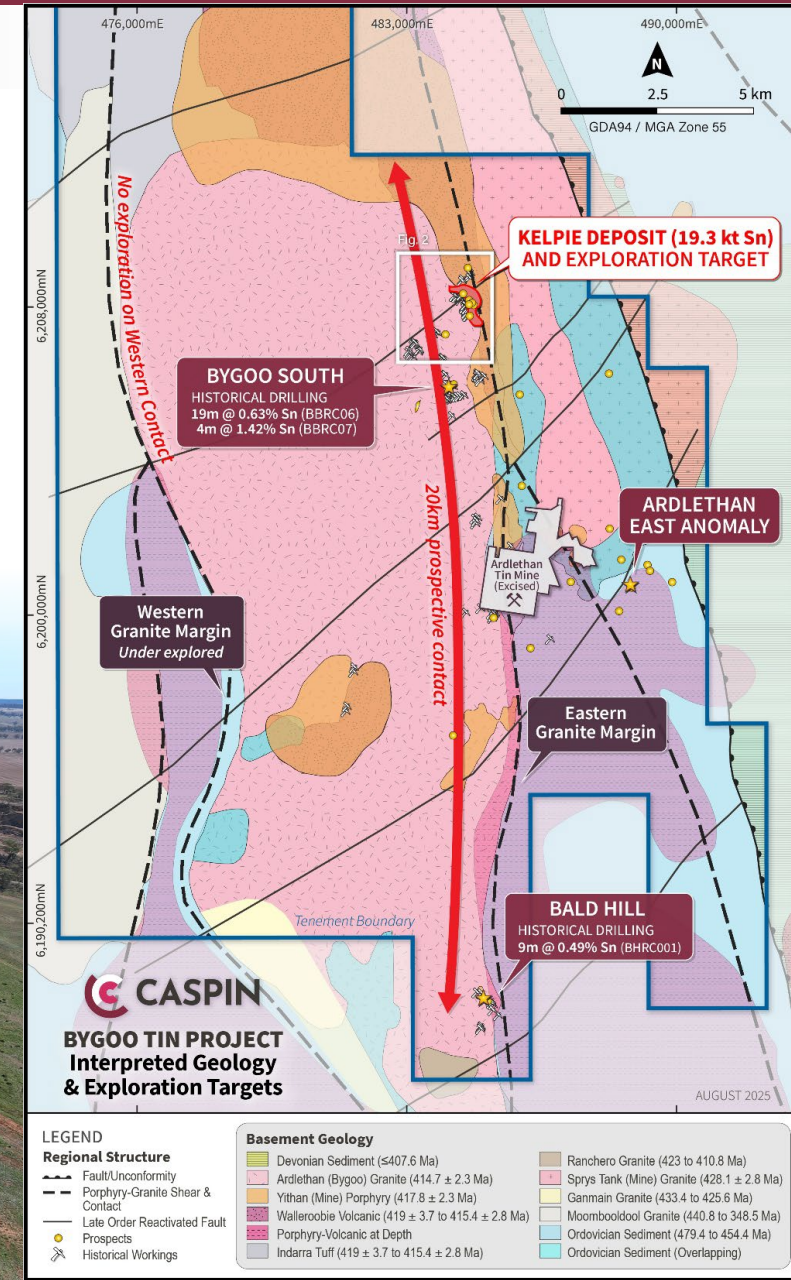 476,000mE
483,000mE
490,000mE
N
0 2.5 5 km
GDA94 / MGA Zone 55
No exploration on Western Contact
Fig. 2
KELPIE DEPOSIT (19.3 kt Sn)
AND EXPLORATION TARGET
6,208,000mN
BYGOO SOUTH
HISTORICAL DRILLING
19m @ 0.63% Sn (BBRC06)
4m @ 1.42% Sn (BBRC07)
20km prospective contact
ARDLETHAN
EAST ANOMALY
Ardlethan
Tin Mine
(Excised)
6,200,000mN
Western
Granite Margin
Under explored
Eastern
Granite Margin
6,190,200mN
BALD HILL
HISTORICAL DRILLING
9m @ 0.49% Sn (BHRC001)
Tenement Boundary
CASPIN
BYGOO TIN PROJECT
Interpreted Geology
& Exploration Targets
AUGUST 2025
LEGEND
Regional Structure
Fault/Unconformity
Porphyry-Granite Shear &
Contact
Late Order Reactivated Fault
Prospects
Historical Workings
Basement Geology
Devonian Sediment (≤407.6 Ma)
Ardlethan (Bygoo) Granite (414.7 ± 2.3 Ma)
Yithan (Mine) Porphyry (417.8 ± 2.3 Ma)
Walleroobie Volcanic (419 ± 3.7 to 415.4 ± 2.8 Ma)
Porphyry-Volcanic at Depth
Indarra Tuff (419 ± 3.7 to 415.4 ± 2.8 Ma)
Ranchero Granite (423 to 410.8 Ma)
Sprys Tank (Mine) Granite (428.1 ± 2.8 Ma)
Ganmain Granite (433.4 to 425.6 Ma)
Moombooldool Granite (440.8 to 348.5 Ma)
Ordovician Sediment (479.4 to 454.4 Ma)
Ordovician Sediment (Overlapping)